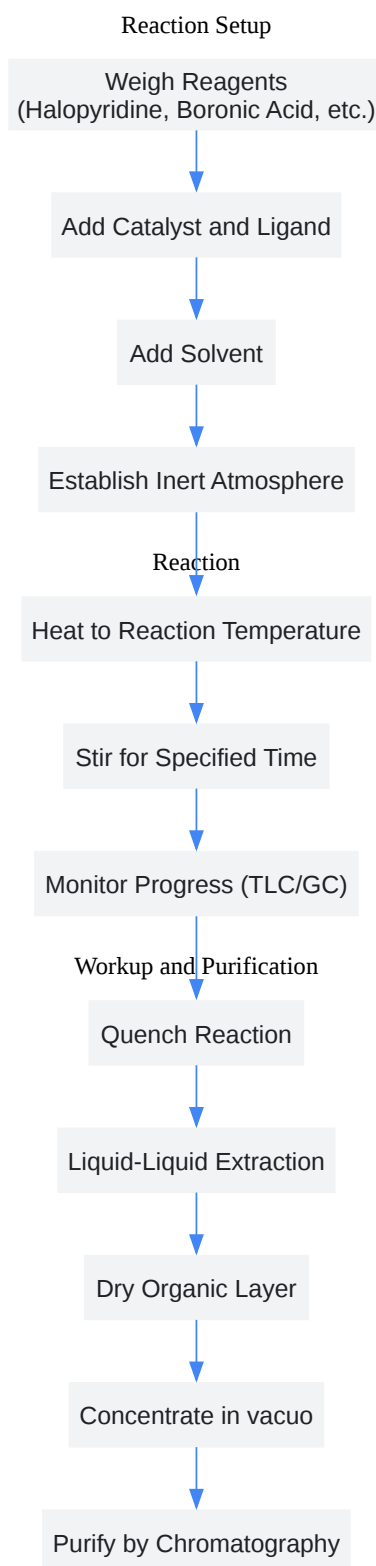 Reaction Setup
Weigh Reagents
(Halopyridine, Boronic Acid, etc.)
Add Catalyst and Ligand
Add Solvent
Establish Inert Atmosphere
Reaction
Heat to Reaction Temperature
Stir for Specified Time
Monitor Progress (TLC/GC)
Workup and Purification
Quench Reaction
Liquid-Liquid Extraction
Dry Organic Layer
Concentrate in vacuo
Purify by Chromatography